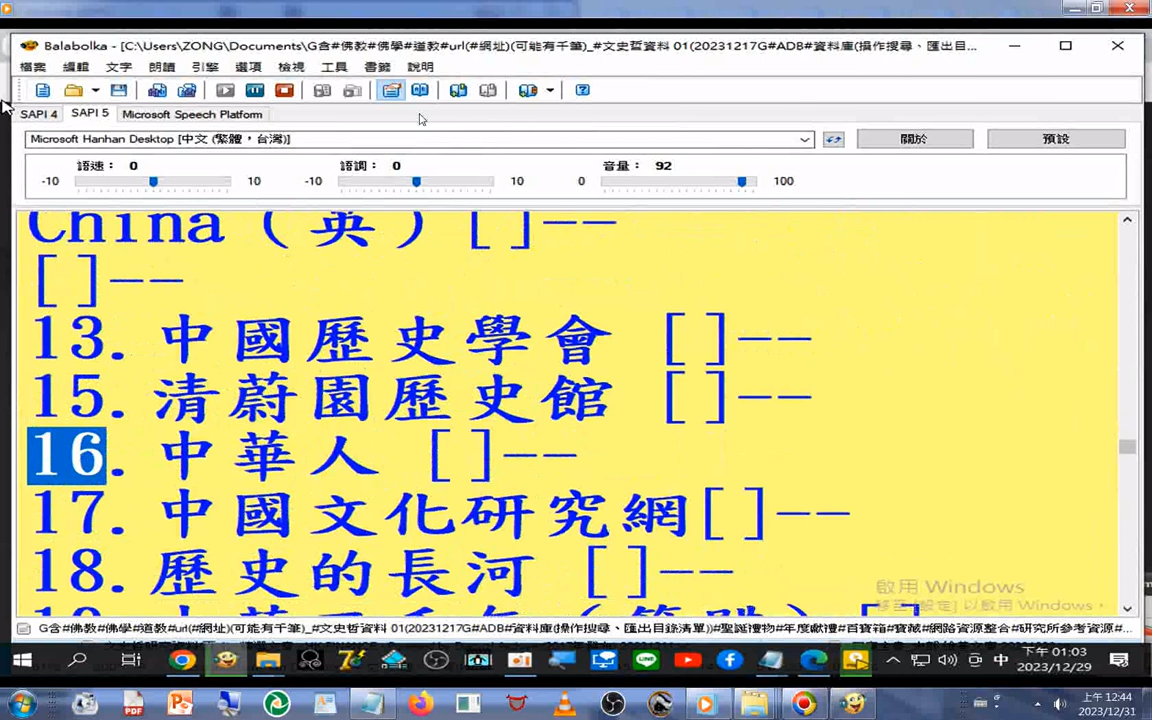 Balabolka - [C:\Users\ZONG\Documents\G含#佛教#佛學#道教#url(#網址)(可能有千筆)_#文史哲資料 01(20231217G#ADB#資料庫(操作搜尋、匯出目...
檔案 編輯 文字 朗讀 引擎 選項 檢視 工具 書籤 說明
SAPI 4 SAPI 5 Microsoft Speech Platform
Microsoft Hanhan Desktop [中文 (繁體，台灣)] 關於 預設
語速： 0 語調： 0 音量： 92
-10 10 -10 10 0 100
China（英）[]--
[]--
13. 中國歷史學會 []--
15. 清蔚園歷史館 []--
16. 中華人 []--
17. 中國文化研究網[]--
18. 歷史的長河 []--
啟用 Windows
移至 [設定] 以啟用 Windows。
G含#佛教#佛學#道教#url(#網址)(可能有千筆)_#文史哲資料 01(20231217G#ADB#資料庫(操作搜尋、匯出目錄清單))#聖誕禮物#年度獻禮#百寶箱#寶藏#網路資源整合#研究所參考資源#...
中 下午 01:03
2023/12/29
上午 12:44
2023/12/31